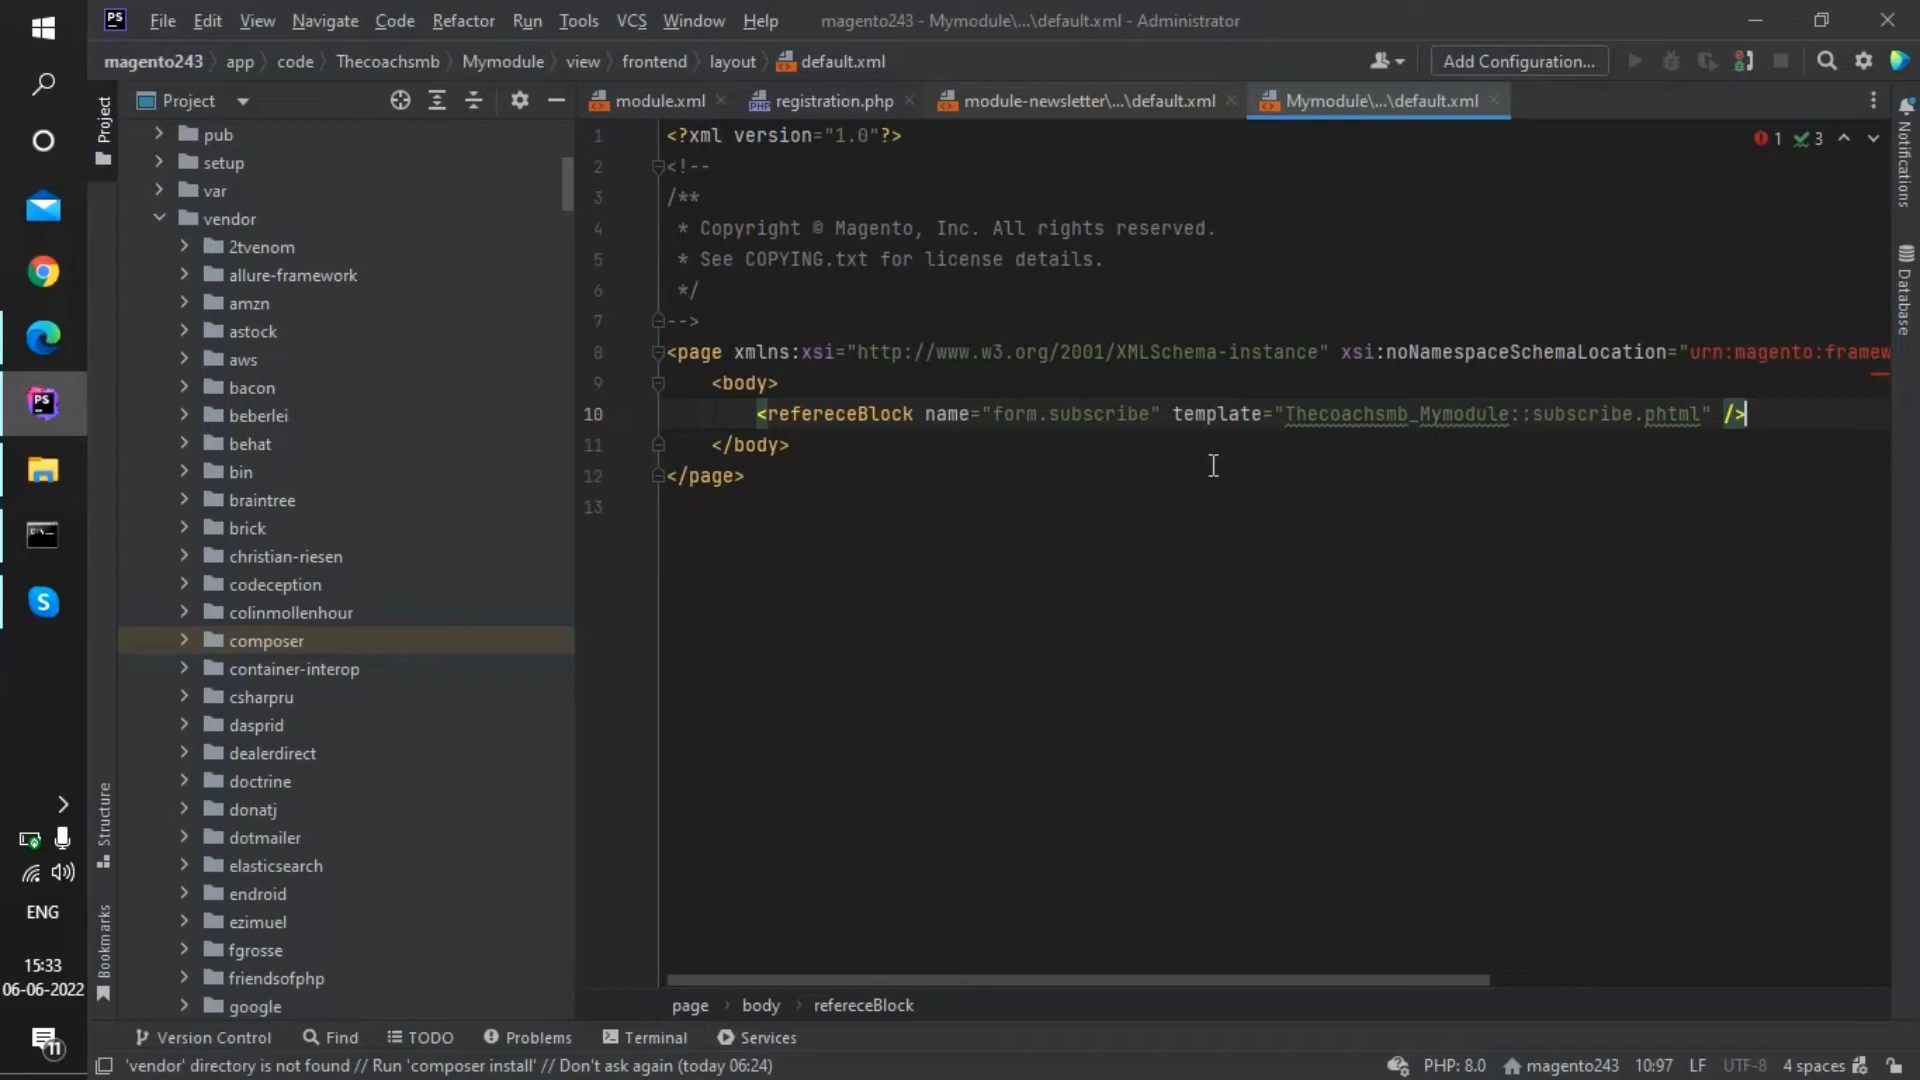 PS File Edit View Navigate Code Refactor Run Tools VCS Window Help magento243 - Mymodule\...\default.xml - Administrator
magento243 app code Thecoachsmb Mymodule view frontend layout default.xml Add Configuration...
Project
Project
module.xml registration.php module-newsletter\...\default.xml Mymodule\...\default.xml
pub
setup
var
vendor
2tvenom
allure-framework
amzn
astock
aws
bacon
beberlei
behat
bin
braintree
brick
christian-riesen
codeception
colinmollenhour
composer
container-interop
csharpru
dasprid
dealerdirect
doctrine
donatj
dotmailer
elasticsearch
endroid
ezimuel
fgrosse
friendsofphp
google
1 <?xml version="1.0"?>
2 <!--
3 /**
4 * Copyright © Magento, Inc. All rights reserved.
5 * See COPYING.txt for license details.
6 */
7 -->
8 <page xmlns:xsi="http://www.w3.org/2001/XMLSchema-instance" xsi:noNamespaceSchemaLocation="urn:magento:framew
9 <body>
10 <refereceBlock name="form.subscribe" template="Thecoachsmb_Mymodule::subscribe.phtml" />
11 </body>
12 </page>
13
1 3
Notifications
Database
Structure
Bookmarks
page body refereceBlock
Version Control Find TODO Problems Terminal Services
'vendor' directory is not found // Run 'composer install' // Don't ask again (today 06:24)
PHP: 8.0 magento243 10:97 LF UTF-8 4 spaces
PS
S
ENG
15:33
06-06-2022
11